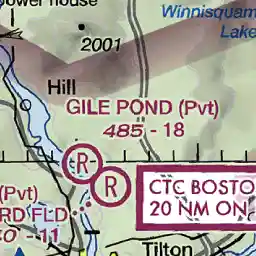 ower house
Winnisquam
Lake
2001
Hill
GILE POND (Pvt)
485 - 18
R
R
CTC BOSTO
20 NM ON
(Pvt)
RD FLD
0 - 11
Tilton